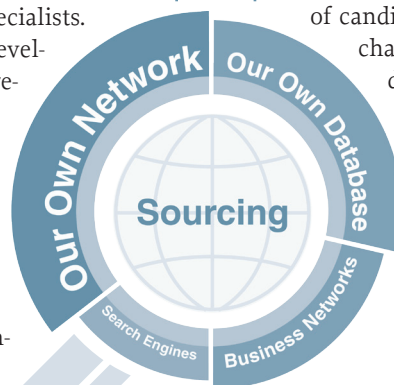 ecialists.
evel-
e-
n-
of candi
cha
Our Own Network
Our Own Database
Sourcing
Search Engines
Business Networks